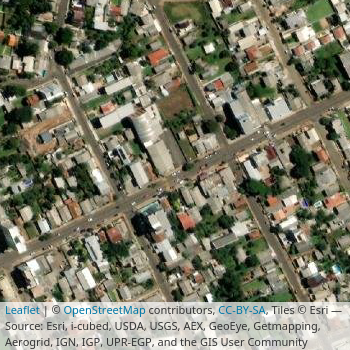 Leaflet | © OpenStreetMap contributors, CC-BY-SA, Tiles © Esri —
Source: Esri, i-cubed, USDA, USGS, AEX, GeoEye, Getmapping,
Aerogrid, IGN, IGP, UPR-EGP, and the GIS User Community